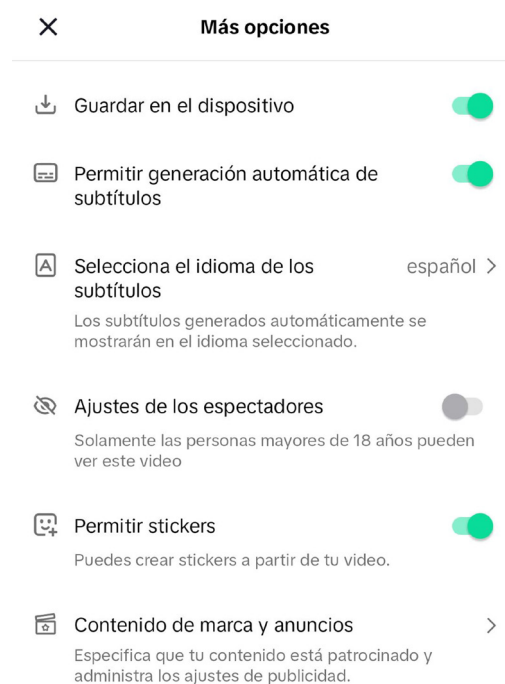 Más opciones
Guardar en el dispositivo
Permitir generación automática de
subtítulos
Selecciona el idioma de los
subtítulos
español
Los subtítulos generados automáticamente se
mostrarán en el idioma seleccionado.
Ajustes de los espectadores
Solamente las personas mayores de 18 años pueden
ver este video
Permitir stickers
Puedes crear stickers a partir de tu video.
Contenido de marca y anuncios
Especifica que tu contenido está patrocinado y
administra los ajustes de publicidad.